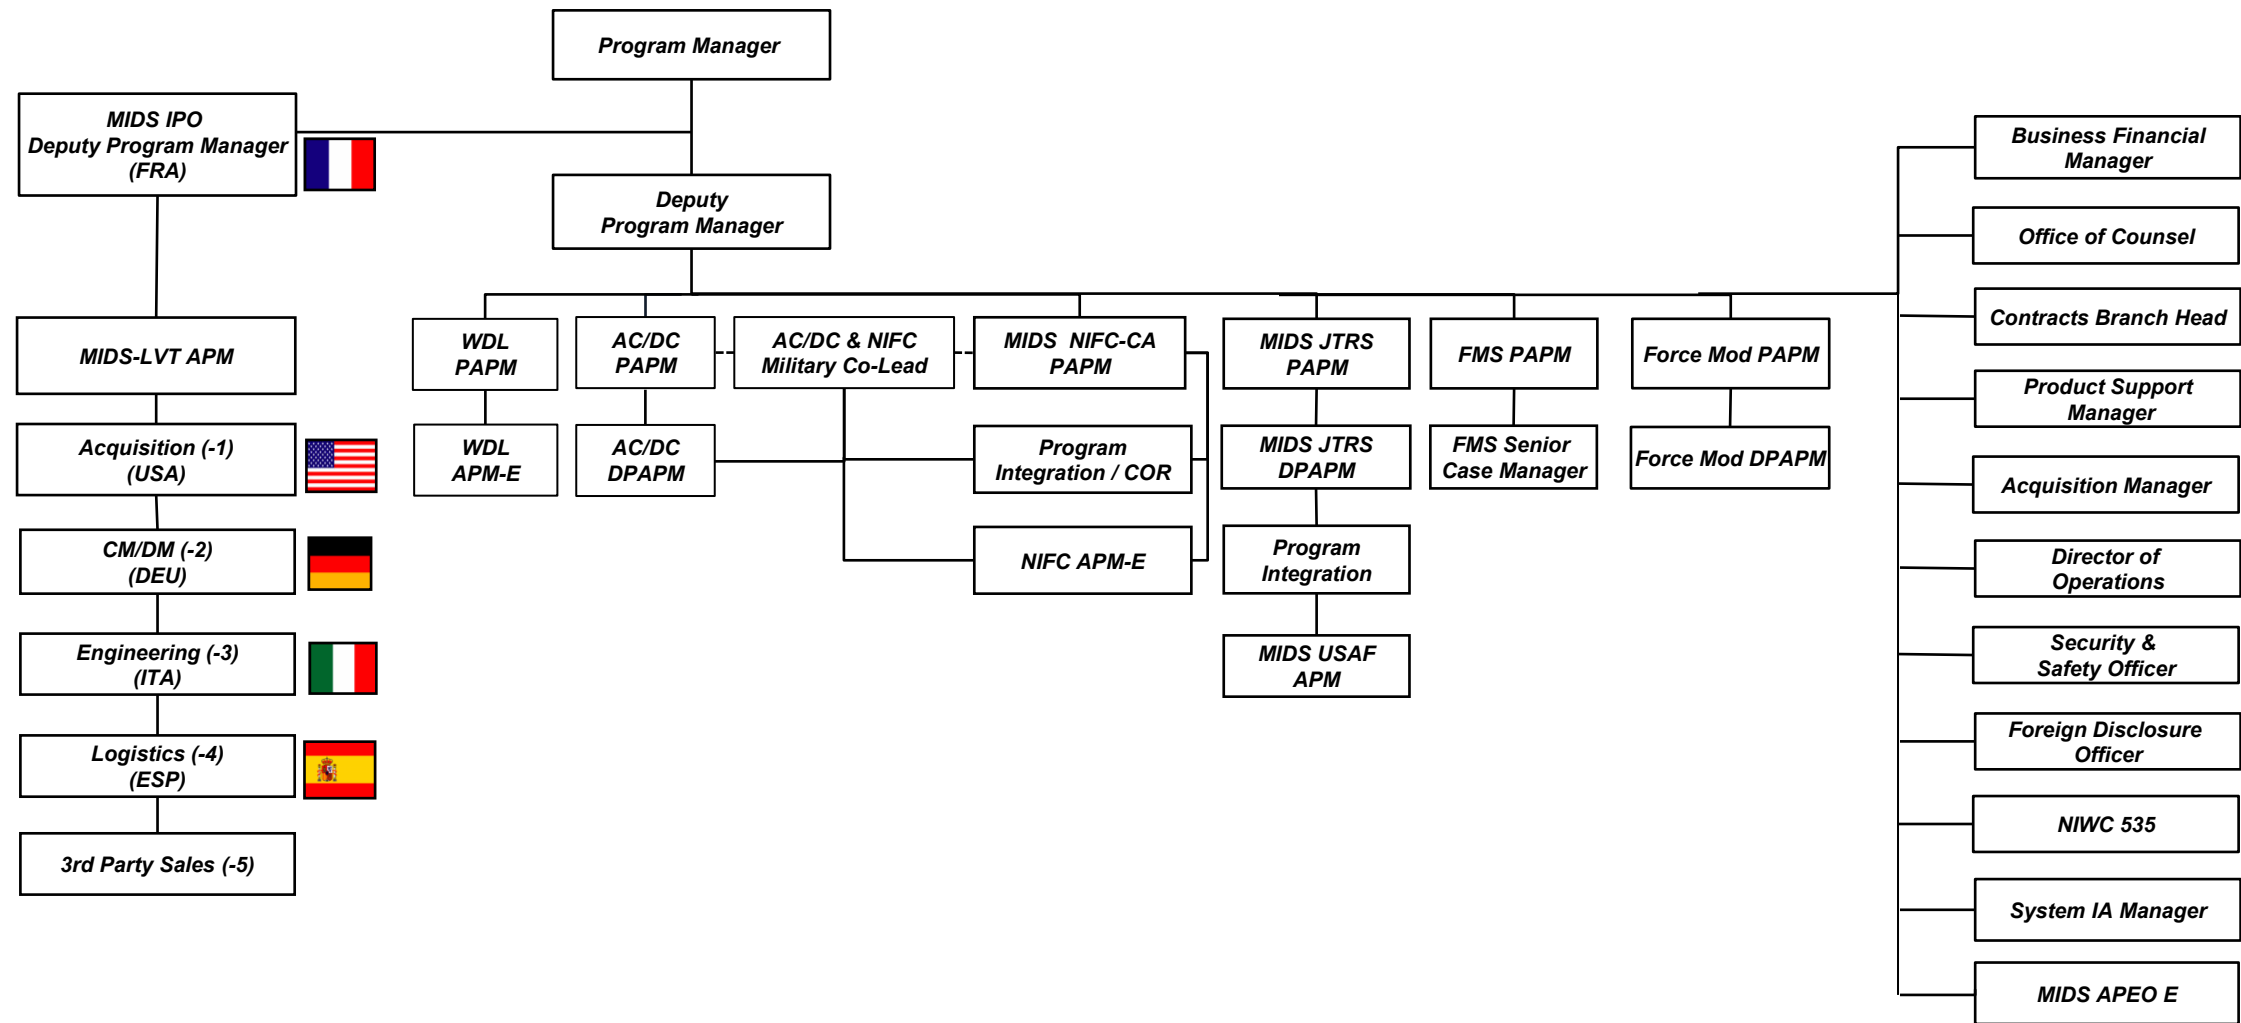 Program Manager
MIDS IPO
Deputy Program Manager
(FRA)
Deputy
Program Manager
MIDS-LVT APM
Acquisition (-1)
(USA)
CM/DM (-2)
(DEU)
Engineering (-3)
(ITA)
Logistics (-4)
(ESP)
3rd Party Sales (-5)
WDL
PAPM
WDL
APM-E
AC/DC
PAPM
AC/DC
DPAPM
AC/DC & NIFC
Military Co-Lead
MIDS NIFC-CA
PAPM
Program
Integration / COR
NIFC APM-E
MIDS JTRS
PAPM
MIDS JTRS
DPAPM
Program
Integration
MIDS USAF
APM
FMS PAPM
FMS Senior
Case Manager
Force Mod PAPM
Force Mod DPAPM
Business Financial
Manager
Office of Counsel
Contracts Branch Head
Product Support
Manager
Acquisition Manager
Director of
Operations
Security &
Safety Officer
Foreign Disclosure
Officer
NIWC 535
System IA Manager
MIDS APEO E